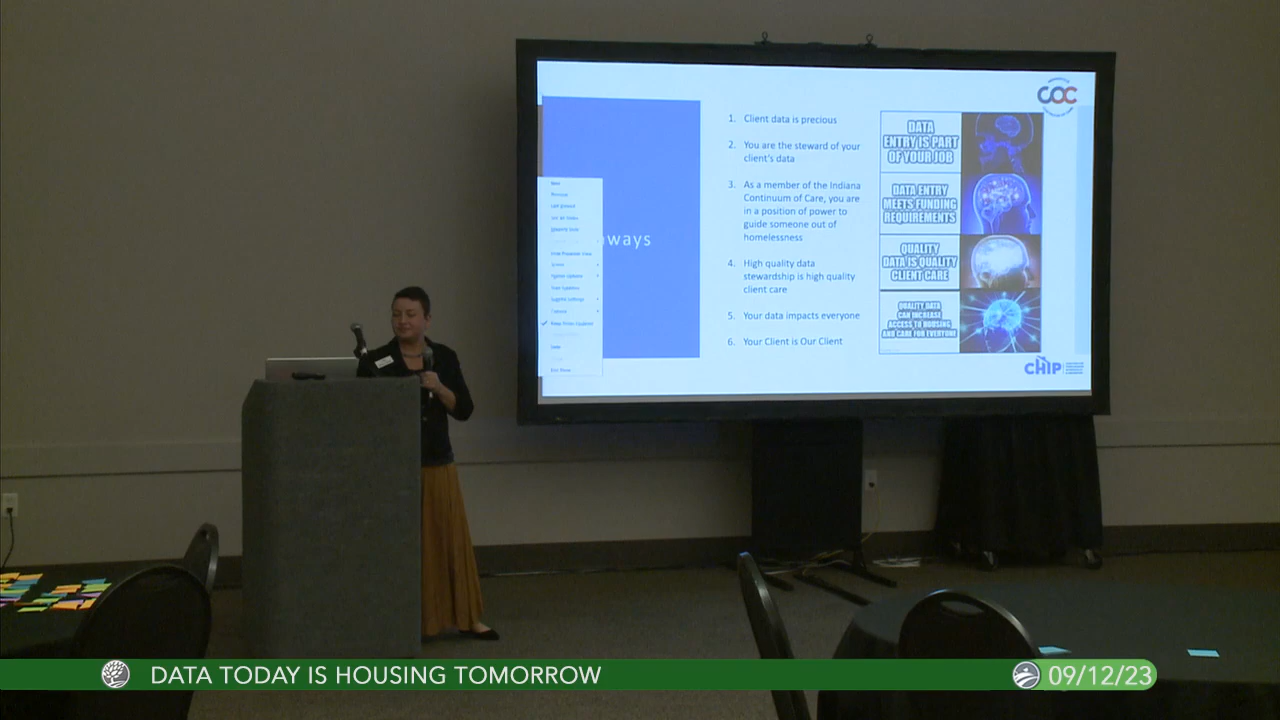 COC
1. Client data is precious
2. You are the steward of your
client's data
3. As a member of the Indiana
Continuum of Care, you are
in a position of power to
guide someone out of
homelessness
4. High quality data
stewardship is high quality
client care
5. Your data impacts everyone
6. Your Client is Our Client
ways
DATA
ENTRY IS PART
OF YOUR JOB
DATA ENTRY
MEETS FUNDING
REQUIREMENTS
QUALITY
DATA IS QUALITY
CLIENT CARE
QUALITY DATA
CAN INCREASE
ACCESS TO HOUSING
AND CARE FOR EVERYONE
CHIP
DATA TODAY IS HOUSING TOMORROW
09/12/23